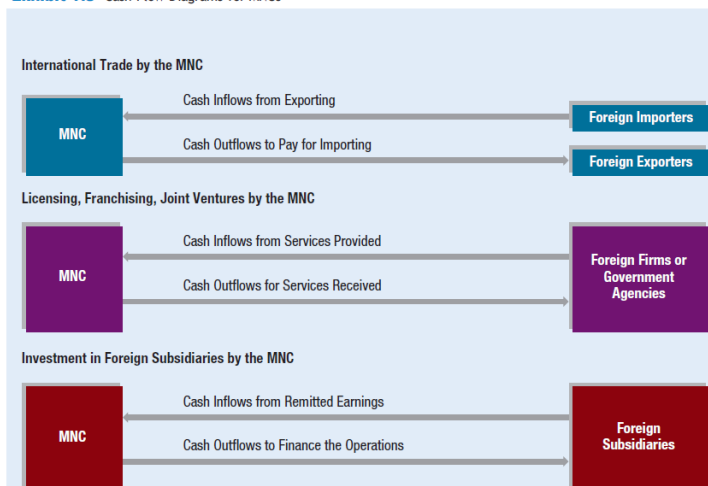 International Trade by the MNC
Cash Inflows from Exporting
MNC
Foreign Importers
Cash Outflows to Pay for Importing
Foreign Exporters
Licensing, Franchising, Joint Ventures by the MNC
Cash Inflows from Services Provided
MNC
Foreign Firms or
Government
Agencies
Cash Outflows for Services Received
Investment in Foreign Subsidiaries by the MNC
Cash Inflows from Remitted Earnings
MNC
Foreign
Subsidiaries
Cash Outflows to Finance the Operations